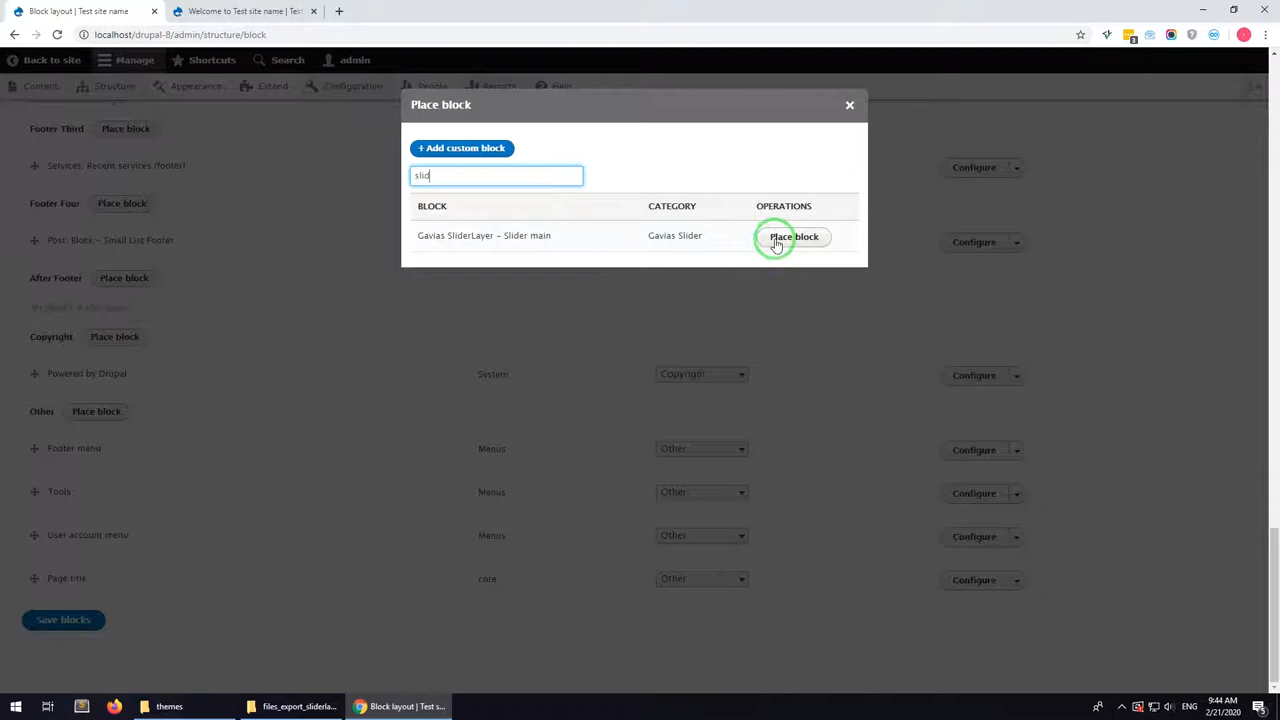 Block layout | Test site name
Welcome to Test site name | Test
localhost/drupal-8/admin/structure/block
Back to site
Manage
Shortcuts
Search
admin
Content
Structure
Appearance
Extend
Configuration
People
Reports
Help
Place block
+ Add custom block
slid
BLOCK CATEGORY OPERATIONS
Gavias SliderLayer – Slider main Gavias Slider Place block
Footer Third Place block
Services: Recent services (footer) Configure
Footer Four Place block
Post: Block – Small List Footer Configure
After Footer Place block
Copyright Place block
Powered by Drupal System Copyright Configure
Other Place block
Footer menu Menus Other Configure
Tools Menus Other Configure
User account menu Menus Other Configure
Page title core Other Configure
Save blocks
themes
files_export_sliderla...
Block layout | Test s...
ENG
9:44 AM
2/21/2020